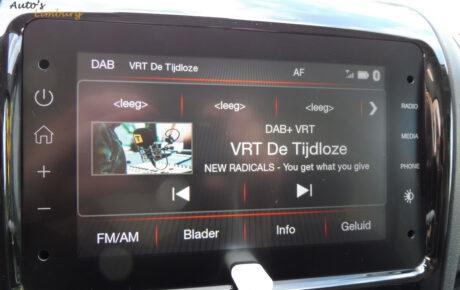 Auto's
Limburg
DAB VRT De Tijdloze AF
<leeg> <leeg> <leeg>
DAB+ VRT
VRT De Tijdloze
NEW RADICALS - You get what you give
FM/AM Blader Info Geluid
RADIO
MEDIA
PHONE